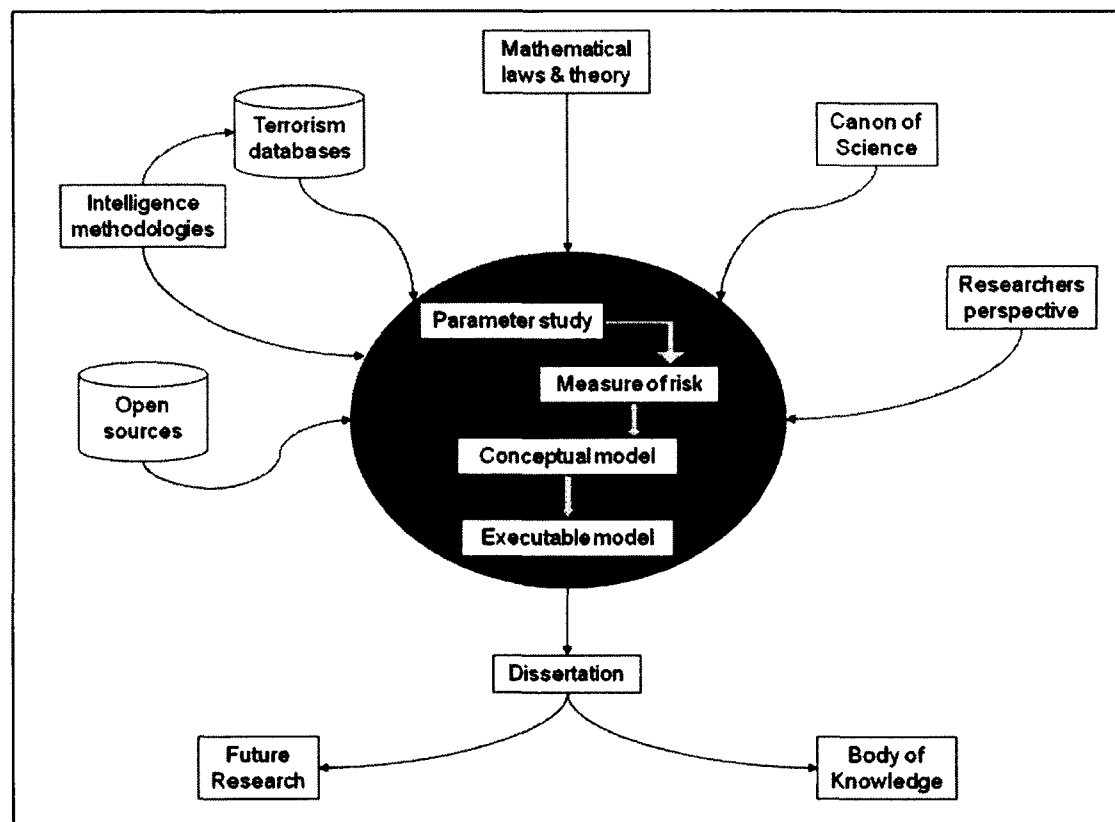 Mathematical
laws & theory
Terrorism
databases
Canon of
Science
Intelligence
methodologies
Researchers
perspective
Parameter study
Measure of risk
Open
sources
Conceptual model
Executable model
Dissertation
Future
Research
Body of
Knowledge